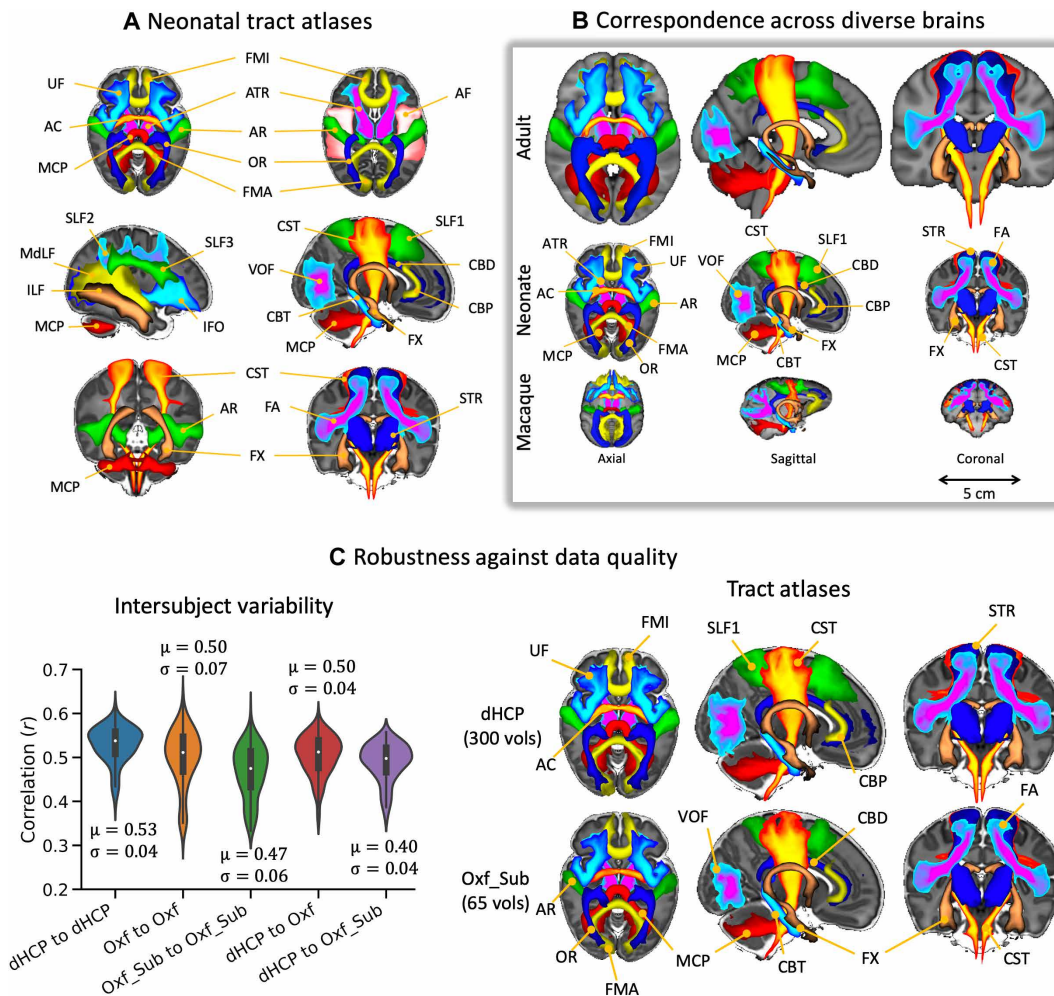 A Neonatal tract atlases
FMI
UF
ATR
AF
AC
AR
MCP
OR
FMA
SLF2
SLF3
MdLF
ILF
MCP
IFO
CST
SLF1
VOF
CBD
CBT
CBP
MCP
FX
CST
AR
FA
STR
FX
MCP
B Correspondence across diverse brains
Adult
Neonate
Macaque
ATR
FMI
UF
AC
AR
MCP
FMA
OR
CST
SLF1
VOF
CBD
CBP
MCP
CBT
FX
STR
FA
FX
CST
Axial
Sagittal
Coronal
5 cm
C Robustness against data quality
Intersubject variability
Correlation (r)
0.7
0.6
0.5
0.4
0.3
0.2
μ = 0.53
σ = 0.04
μ = 0.50
σ = 0.07
μ = 0.47
σ = 0.06
μ = 0.50
σ = 0.04
μ = 0.40
σ = 0.04
dHCP to dHCP
Oxf to Oxf
Oxf_Sub to Oxf_Sub
dHCP to Oxf
dHCP to Oxf_Sub
Tract atlases
dHCP
(300 vols)
UF
FMI
AC
SLF1
CST
CBP
STR
FA
Oxf_Sub
(65 vols)
AR
OR
FMA
VOF
CBD
MCP
CBT
FX
CST